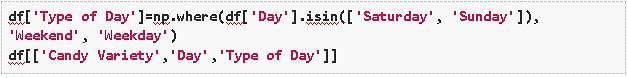 df['Type of Day']=np.where(df['Day'].isin(['Saturday', 'Sunday']),
'Weekend', 'Weekday')
df[['Candy Variety','Day','Type of Day']]